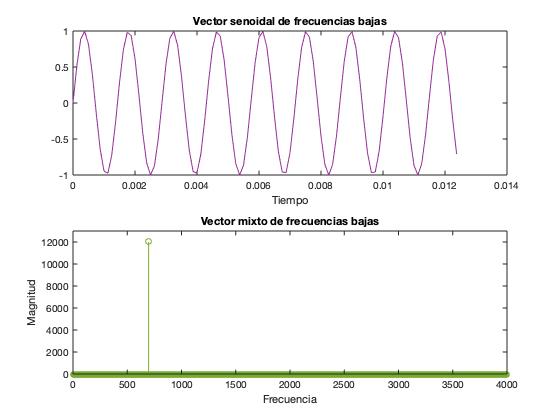 Vector senoidal de frecuencias bajas
1
0.5
0
-0.5
-1
0 0.002 0.004 0.006 0.008 0.01 0.012 0.014
Tiempo
Vector mixto de frecuencias bajas
12000
10000
8000
6000
4000
2000
0
Magnitud
0 500 1000 1500 2000 2500 3000 3500 4000
Frecuencia